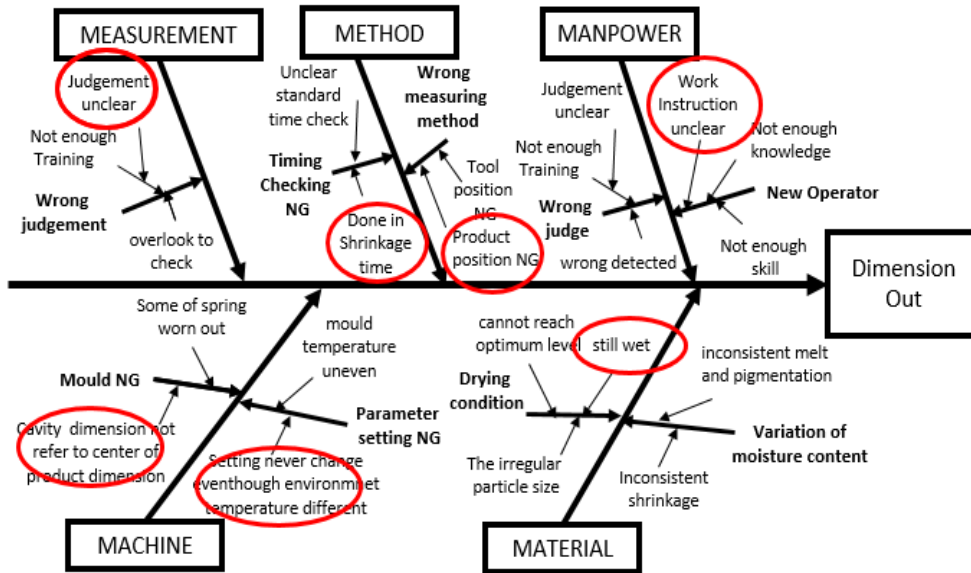 MEASUREMENT
METHOD
MANPOWER
Judgement
unclear
Not enough
Training
Wrong
judgement
overlook to
check
Unclear
standard
time check
Wrong
measuring
method
Timing
Checking
NG
Tool
position
NG
Done in
Shrinkage
time
Product
position NG
Judgement
unclear
Work
Instruction
unclear
Not enough
Training
Not enough
knowledge
Wrong
judge
New Operator
wrong detected
Not enough
skill
Dimension
Out
Some of spring
worn out
mould
temperature
uneven
Mould NG
Parameter
setting NG
Cavity dimension not
refer to center of
product dimension
Setting never change
eventhough environmnet
temperature different
cannot reach
optimum level
still wet
inconsistent melt
and pigmentation
Drying
condition
Variation of
moisture content
The irregular
particle size
Inconsistent
shrinkage
MACHINE
MATERIAL